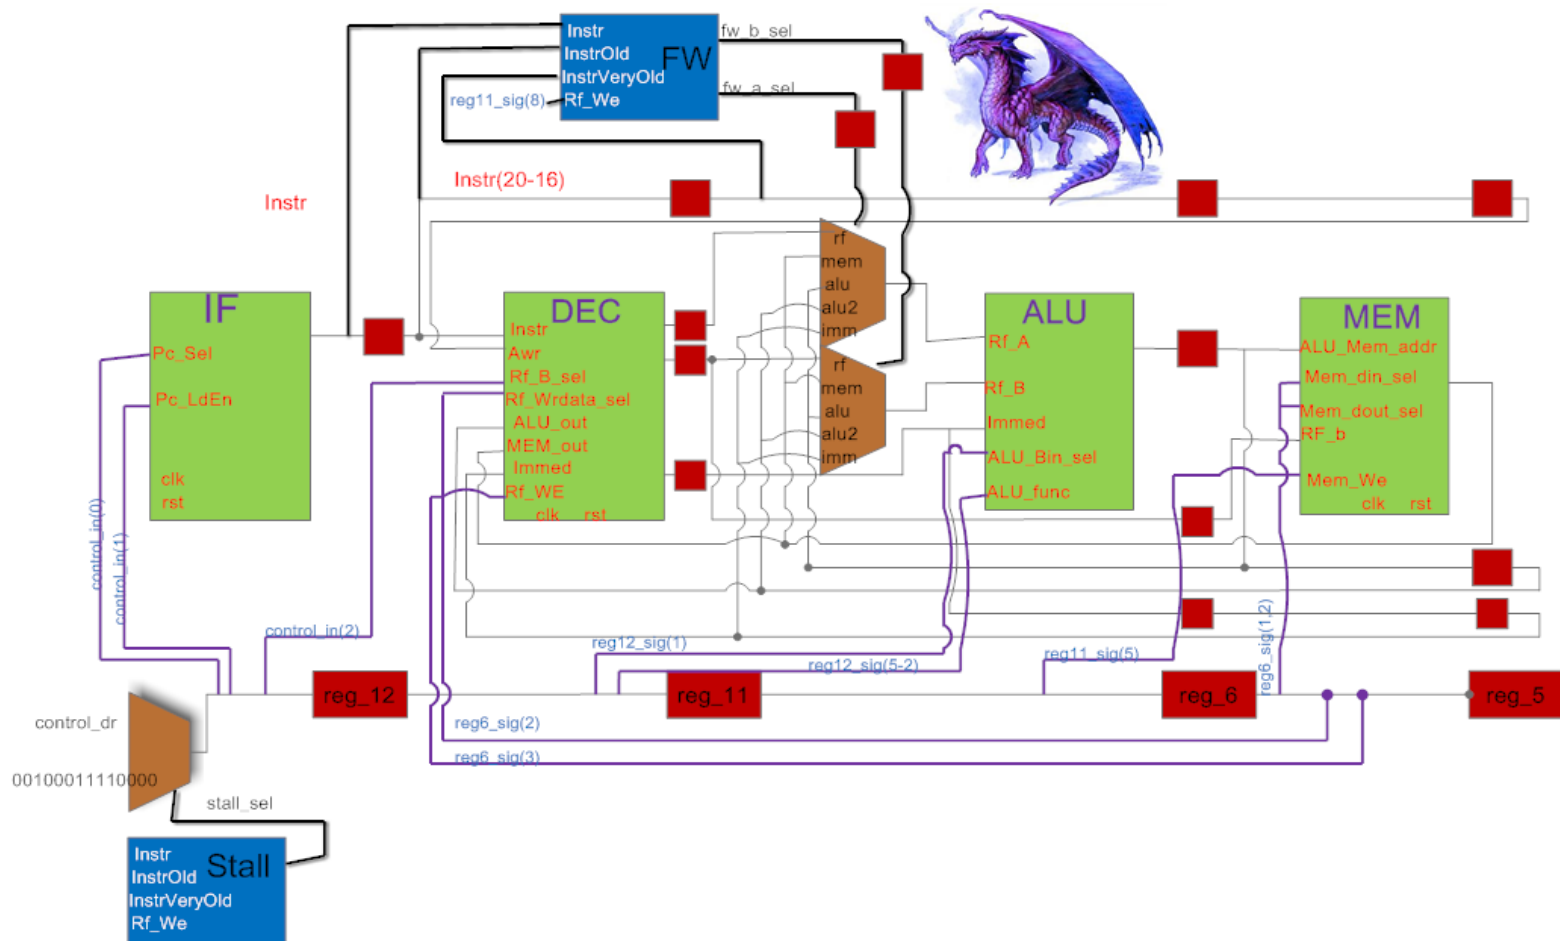 Instr
InstrOld
InstrVeryOld
Rf_We
FW
fw_b_sel
fw_a_sel
reg11_sig(8)
Instr(20-16)
Instr
rf
mem
alu
alu2
imm
rf
mem
alu
alu2
imm
IF
Pc_Sel
Pc_LdEn
clk
rst
DEC
Instr
Awr
Rf_B_sel
Rf_Wrdata_sel
ALU_out
MEM_out
Immed
Rf_WE
clk rst
ALU
Rf_A
Rf_B
Immed
ALU_Bin_sel
ALU_func
MEM
ALU_Mem_addr
Mem_din_sel
Mem_dout_sel
RF_b
Mem_We
clk rst
control_in(0)
control_in(1)
control_in(2)
reg12_sig(1)
reg12_sig(5-2)
reg11_sig(5)
reg6_sig(1,2)
reg_12
reg_11
reg_6
reg_5
reg6_sig(2)
reg6_sig(3)
control_dr
00100011110000
stall_sel
Stall
Instr
InstrOld
InstrVeryOld
Rf_We